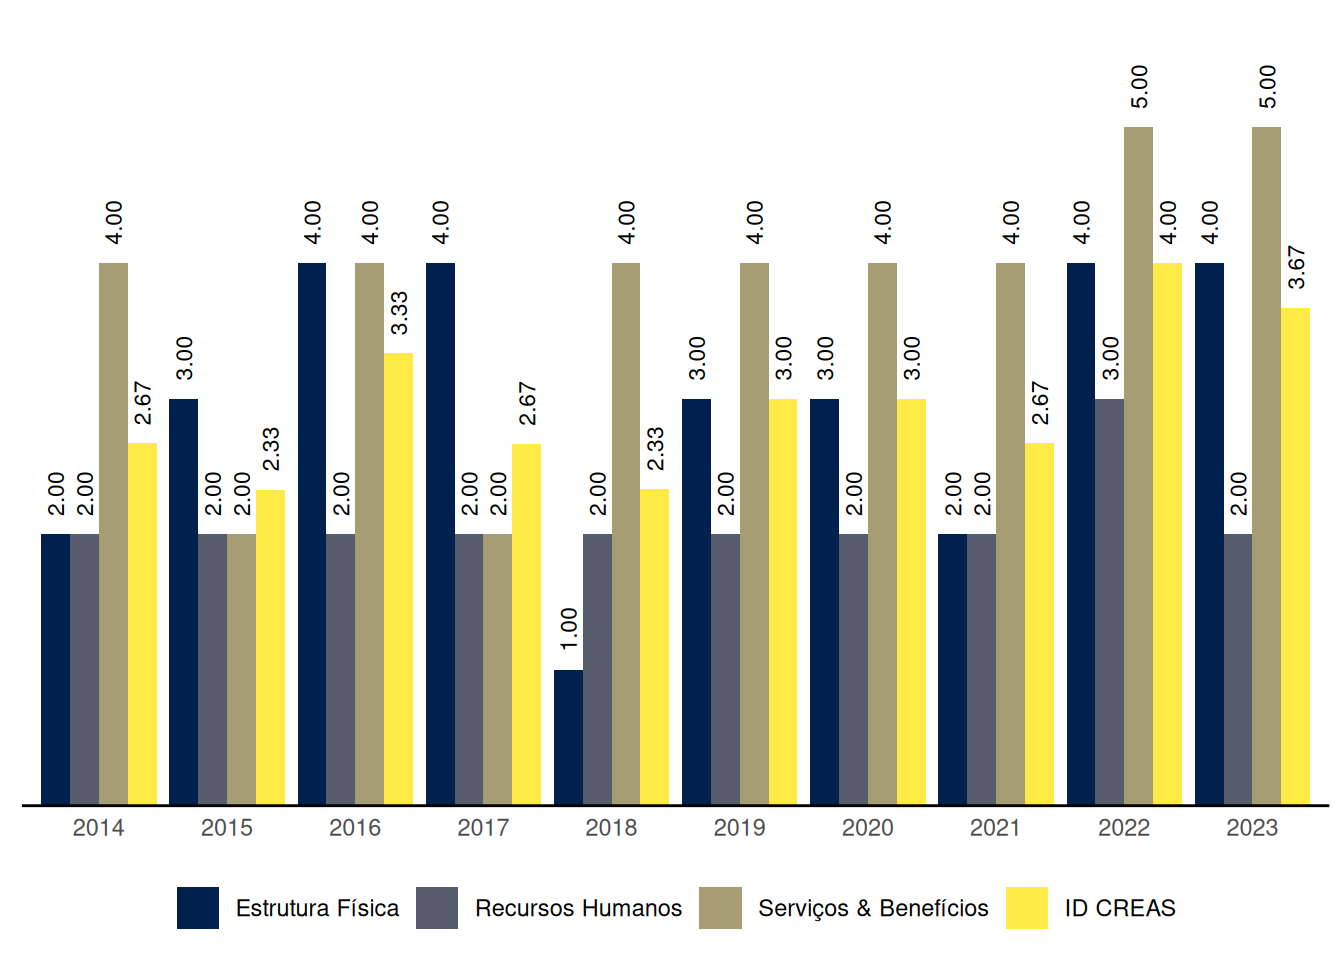 5.00 5.00
4.00 4.00 4.00 4.00 4.00 4.00 4.00 4.00 4.00 4.00 4.00
3.67
3.33
3.00 3.00 3.00 3.00 3.00 3.00
2.67 2.67 2.67
2.33 2.33
2.00 2.00 2.00 2.00 2.00 2.00 2.00 2.00 2.00 2.00 2.00 2.00 2.00
1.00
2014 2015 2016 2017 2018 2019 2020 2021 2022 2023
Estrutura Física Recursos Humanos Serviços & Benefícios ID CREAS